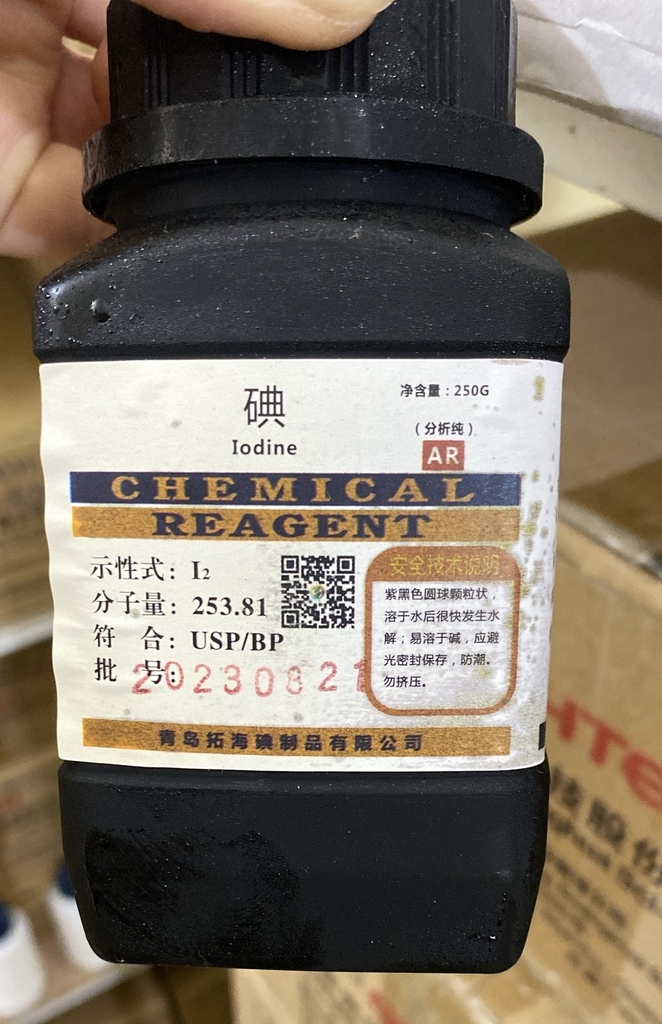 碘
Iodine
净含量：250G
（分析纯）
AR
CHEMICAL
REAGENT
示性式：I₂
分子量：253.81
符 合：USP/BP
批 号：20230821
安全技术说明
紫黑色圆球颗粒状，
溶于水后很快发生水
解；易溶于碱，应避
光密封保存，防潮。
勿挤压。
青岛拓海碘制品有限公司
HTE
技股份